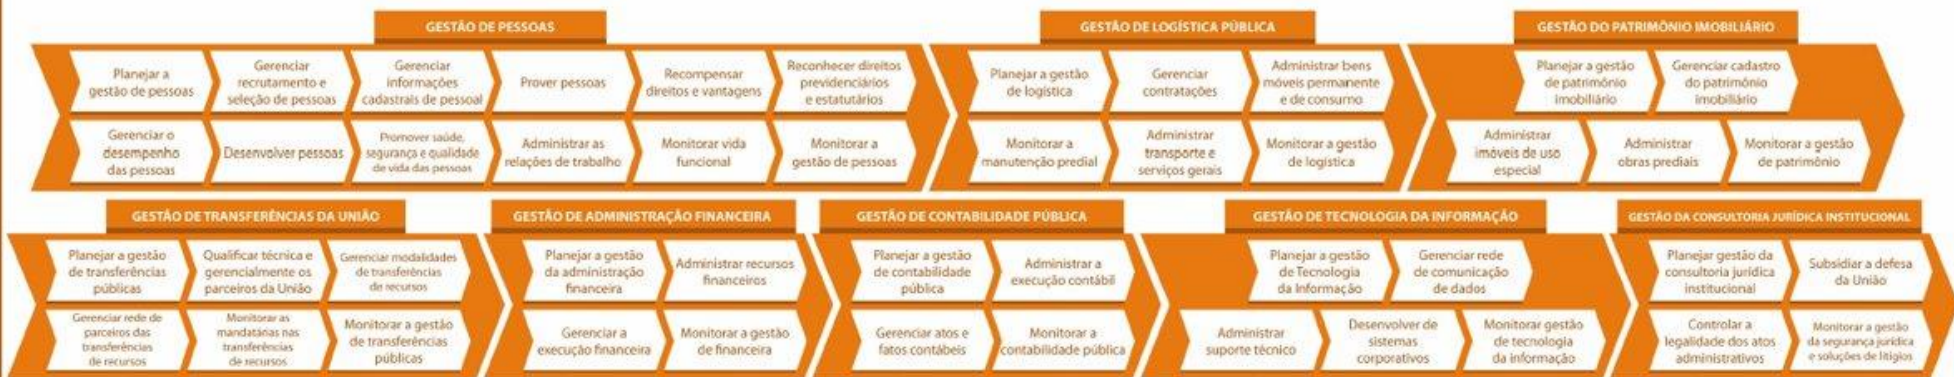 GESTÃO DE PESSOAS
Planejar a
gestão de pessoas
Gerenciar
recrutamento e
seleção de pessoas
Gerenciar
informações
cadastrais de pessoal
Prover pessoas
Recompensar
direitos e vantagens
Reconhecer direitos
previdenciários
e estatutários
Gerenciar o
desempenho
das pessoas
Desenvolver pessoas
Promover saúde,
segurança e qualidade
de vida das pessoas
Administrar as
relações de trabalho
Monitorar vida
funcional
Monitorar a
gestão de pessoas
GESTÃO DE LOGÍSTICA PÚBLICA
Planejar a gestão
de logística
Gerenciar
contratações
Administrar bens
móveis permanente
e de consumo
Monitorar a
manutenção predial
Administrar
transporte e
serviços gerais
Monitorar a gestão
de logística
GESTÃO DO PATRIMÔNIO IMOBILIÁRIO
Planejar a gestão
de patrimônio
imobiliário
Gerenciar cadastro
do patrimônio
imobiliário
Administrar
imóveis de uso
especial
Administrar
obras prediais
Monitorar a gestão
de patrimônio
GESTÃO DE TRANSFERÊNCIAS DA UNIÃO
Planejar a gestão
de transferências
públicas
Qualificar técnica e
gerencialmente os
parceiros da União
Gerenciar modalidades
de transferências
de recursos
Gerenciar rede de
parceiros das
transferências
de recursos
Monitorar as
mandatárias nas
transferências
de recursos
Monitorar a gestão
de transferências
públicas
GESTÃO DE ADMINISTRAÇÃO FINANCEIRA
Planejar a gestão
da administração
financeira
Administrar recursos
financeiros
Gerenciar a
execução financeira
Monitorar a gestão
de financeira
GESTÃO DE CONTABILIDADE PÚBLICA
Planejar a gestão
de contabilidade
pública
Administrar a
execução contábil
Gerenciar atos e
fatos contábeis
Monitorar a
contabilidade pública
GESTÃO DE TECNOLOGIA DA INFORMAÇÃO
Planejar a gestão
de Tecnologia
da Informação
Gerenciar rede
de comunicação
de dados
Administrar
suporte técnico
Desenvolver de
sistemas
corporativos
Monitorar gestão
de tecnologia
da informação
GESTÃO DA CONSULTORIA JURÍDICA INSTITUCIONAL
Planejar gestão da
consultoria jurídica
institucional
Subsidiar a defesa
da União
Controlar a
legalidade dos atos
administrativos
Monitorar a gestão
da segurança jurídica
e soluções de litígios